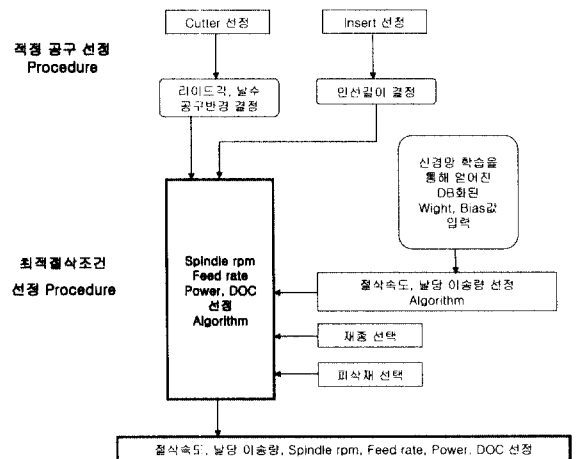 Cutter 선정
Insert 선정
적정 공구 선정
Procedure
리이드각, 날수
공구반경 결정
인선길이 결정
신경망 학습을
통해 얻어진
DB화된
Wight, Bias값
입력
최적절삭조건
선정 Procedure
Spindle rpm
Feed rate
Power, DOC
선정
Algorithm
절삭속도, 날당 이송량 선정
Algorithm
재종 선택
피삭재 선택
절삭속도, 날당 이송량, Spindle rpm, Feed rate, Power, DOC 선정